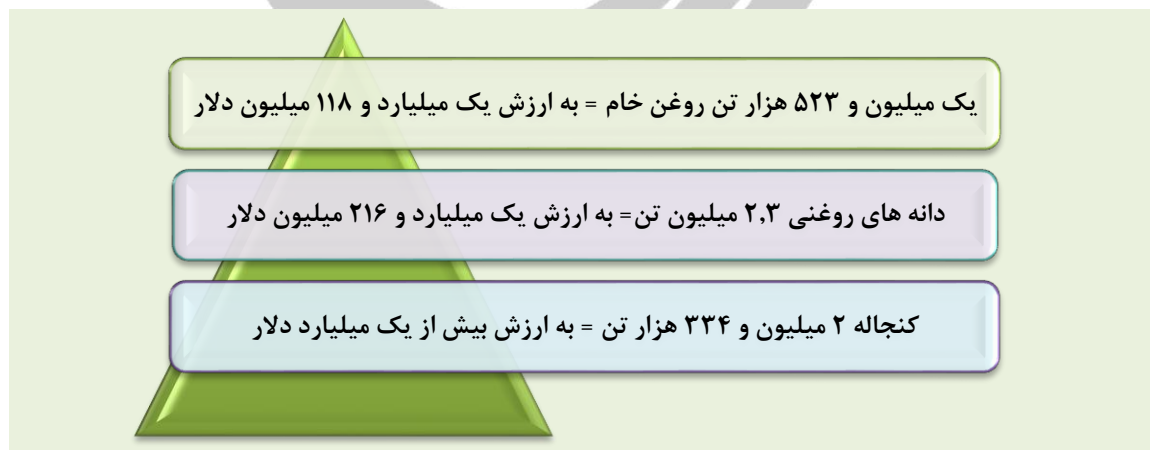 یک میلیون و ۵۲۳ هزار تن روغن خام = به ارزش یک میلیارد و ۱۱۸ میلیون دلار
دانه های روغنی ۲,۳ میلیون تن= به ارزش یک میلیارد و ۲۱۶ میلیون دلار
کنجاله ۲ میلیون و ۳۳۴ هزار تن = به ارزش بیش از یک میلیارد دلار